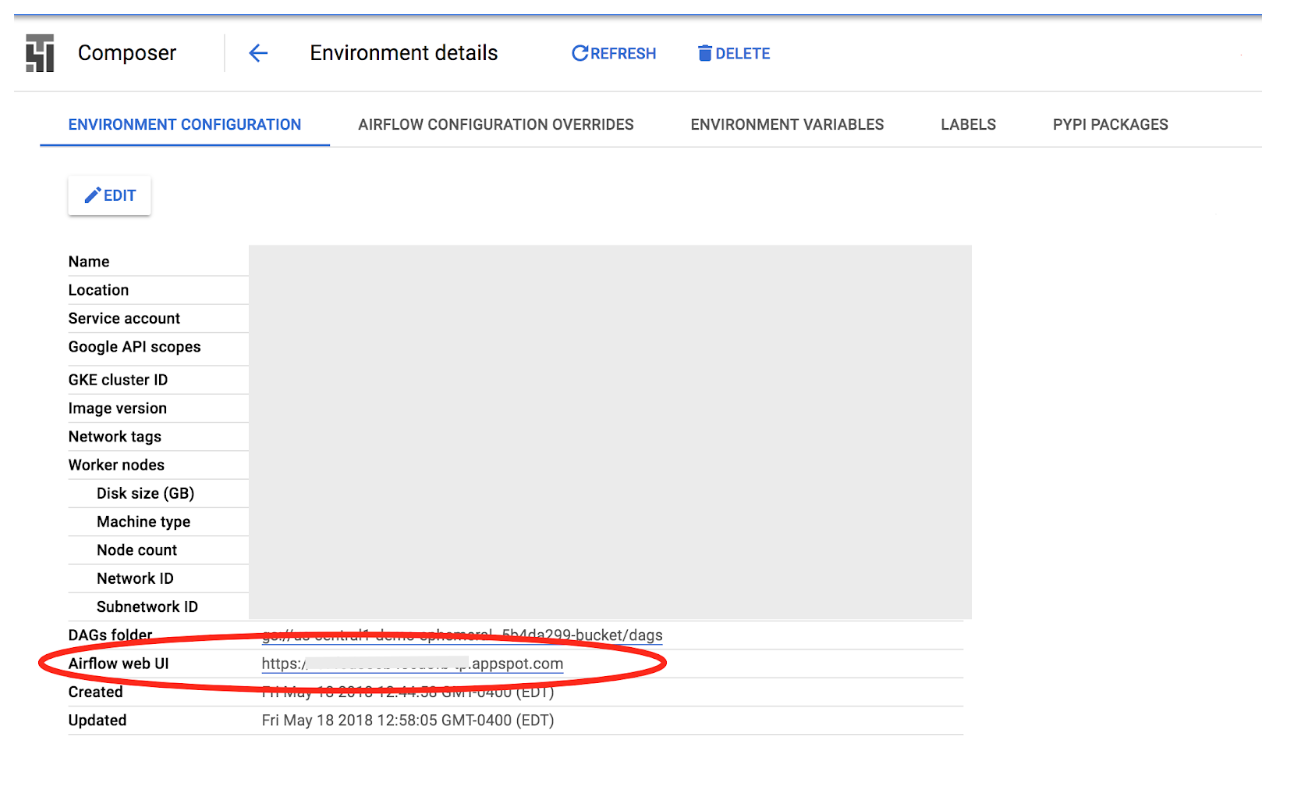 Composer Environment details REFRESH DELETE
ENVIRONMENT CONFIGURATION AIRFLOW CONFIGURATION OVERRIDES ENVIRONMENT VARIABLES LABELS PYPI PACKAGES
EDIT
Name
Location
Service account
Google API scopes
GKE cluster ID
Image version
Network tags
Worker nodes
Disk size (GB)
Machine type
Node count
Network ID
Subnetwork ID
DAGs folder gs://us-central1-demo-ephemeral-5b4da299-bucket/dags
Airflow web UI https:/ .appspot.com
Created Fri May 18 2018 12:44:58 GMT-0400 (EDT)
Updated Fri May 18 2018 12:58:05 GMT-0400 (EDT)